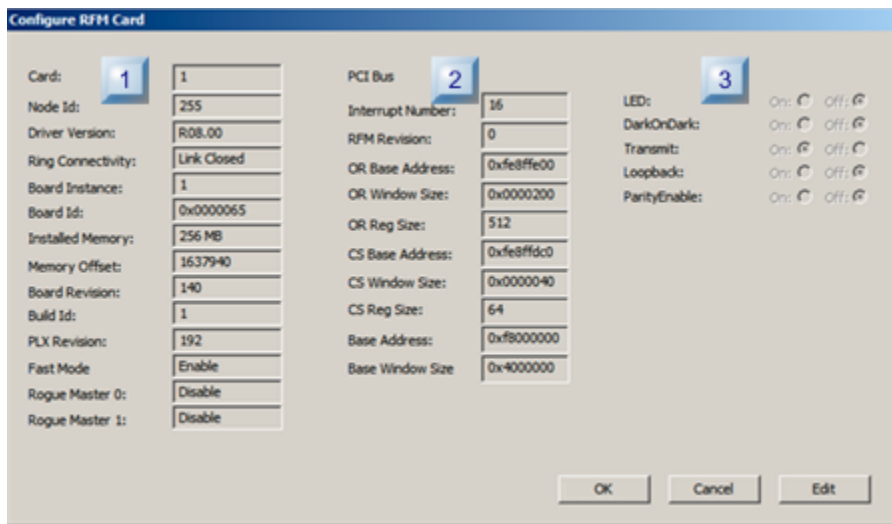 Configure RFM Card
1
Card: 1
Node Id: 255
Driver Version: R08.00
Ring Connectivity: Link Closed
Board Instance: 1
Board Id: 0x0000065
Installed Memory: 256 MB
Memory Offset: 1637940
Board Revision: 140
Build Id: 1
PLX Revision: 192
Fast Mode Enable
Rogue Master 0: Disable
Rogue Master 1: Disable
2
PCI Bus
Interrupt Number: 16
RFM Revision: 0
OR Base Address: 0xfe8ffe00
OR Window Size: 0x0000200
OR Reg Size: 512
CS Base Address: 0xfe8ffdc0
CS Window Size: 0x0000040
CS Reg Size: 64
Base Address: 0xf8000000
Base Window Size 0x4000000
3
LED: On: Off:
DarkOnDark: On: Off:
Transmit: On: Off:
Loopback: On: Off:
ParityEnable: On: Off:
OK Cancel Edit